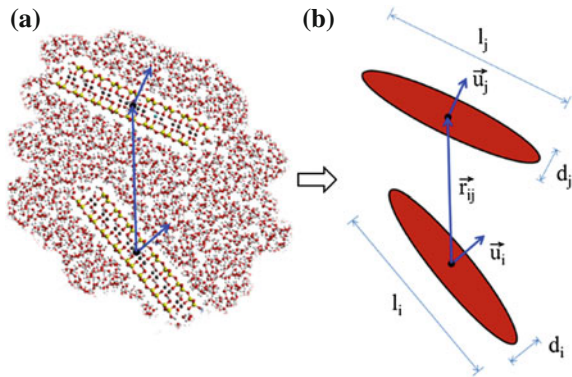 (a)
(b)
l_j
u⃗_j
d_j
r⃗_ij
u⃗_i
l_i
d_i